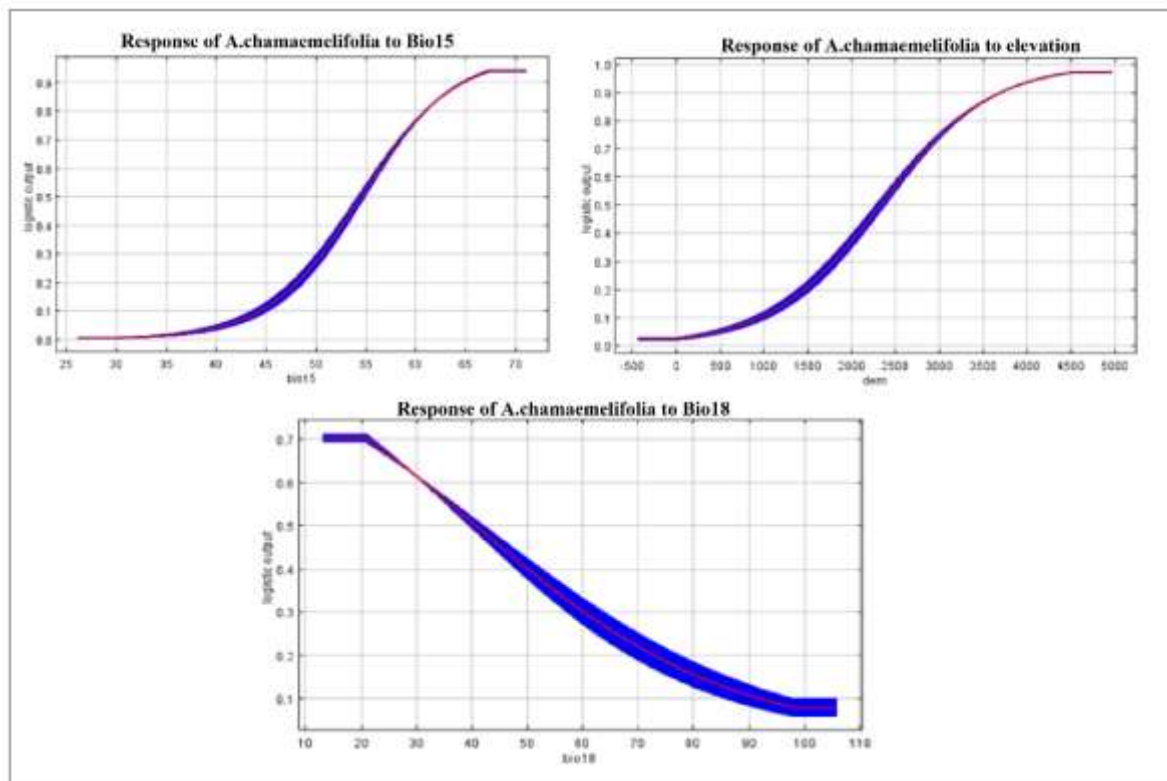 Response of A.chamaemelifolia to Bio15
logistic output
0.9
0.8
0.7
0.6
0.5
0.4
0.3
0.2
0.1
0.0
25 30 35 40 45 50 55 60 65 70
bio15
Response of A.chamaemelifolia to elevation
logistic output
1.0
0.9
0.8
0.7
0.6
0.5
0.4
0.3
0.2
0.1
0.0
-500 0 500 1000 1500 2000 2500 3000 3500 4000 4500 5000
dem
Response of A.chamaemelifolia to Bio18
logistic output
0.7
0.6
0.5
0.4
0.3
0.2
0.1
10 20 30 40 50 60 70 80 90 100 110
bio18